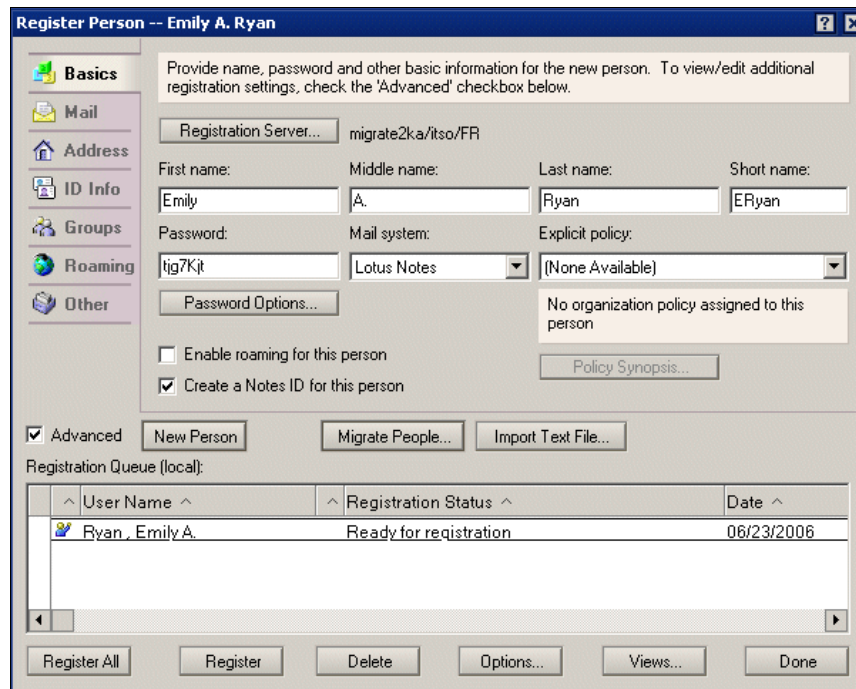 Register Person -- Emily A. Ryan
Basics
Mail
Address
ID Info
Groups
Roaming
Other
Provide name, password and other basic information for the new person. To view/edit additional
registration settings, check the 'Advanced' checkbox below.
Registration Server... migrate2ka/itso/FR
First name: Middle name: Last name: Short name:
Emily A. Ryan ERyan
Password: Mail system: Explicit policy:
tjg7Kjt Lotus Notes (None Available)
Password Options...
No organization policy assigned to this
person
Enable roaming for this person
Policy Synopsis...
Create a Notes ID for this person
Advanced New Person Migrate People... Import Text File...
Registration Queue (local):
User Name Registration Status Date
Ryan , Emily A. Ready for registration 06/23/2006
Register All Register Delete Options... Views... Done